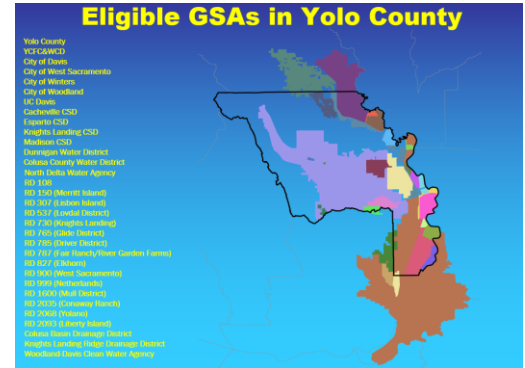 Eligible GSAs in Yolo County
Yolo County
YCFC&WCD
City of Davis
City of West Sacramento
City of Winters
City of Woodland
UC Davis
Cacheville CSD
Esparto CSD
Knights Landing CSD
Madison CSD
Dunnigan Water District
Colusa County Water District
North Delta Water Agency
RD 108
RD 150 (Merritt Island)
RD 307 (Lisbon Island)
RD 537 (Lovdal District)
RD 730 (Knights Landing)
RD 765 (Glide District)
RD 785 (Driver District)
RD 787 (Fair Ranch/River Garden Farms)
RD 827 (Elkhorn)
RD 900 (West Sacramento)
RD 999 (Netherlands)
RD 1600 (Mull District)
RD 2035 (Conaway Ranch)
RD 2068 (Yolano)
RD 2093 (Liberty Island)
Colusa Basin Drainage District
Knights Landing Ridge Drainage District
Woodland-Davis Clean Water Agency